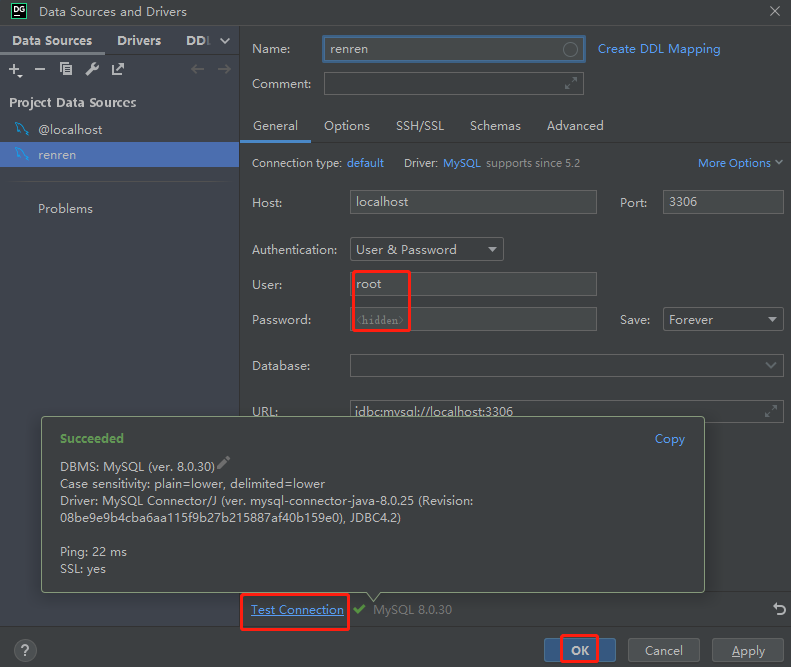 DG Data Sources and Drivers
Data Sources Drivers DDL
Project Data Sources
@localhost
renren
Problems
Name: renren Create DDL Mapping
Comment:
General Options SSH/SSL Schemas Advanced
Connection type: default Driver: MySQL supports since 5.2 More Options
Host: localhost Port: 3306
Authentication: User & Password
User: root
Password: <hidden> Save: Forever
Database:
URL: jdbc:mysql://localhost:3306
Succeeded Copy
DBMS: MySQL (ver. 8.0.30)
Case sensitivity: plain=lower, delimited=lower
Driver: MySQL Connector/J (ver. mysql-connector-java-8.0.25 (Revision:
08be9e9b4cba6aa115f9b27b215887af40b159e0), JDBC4.2)
Ping: 22 ms
SSL: yes
Test Connection MySQL 8.0.30
? OK Cancel Apply